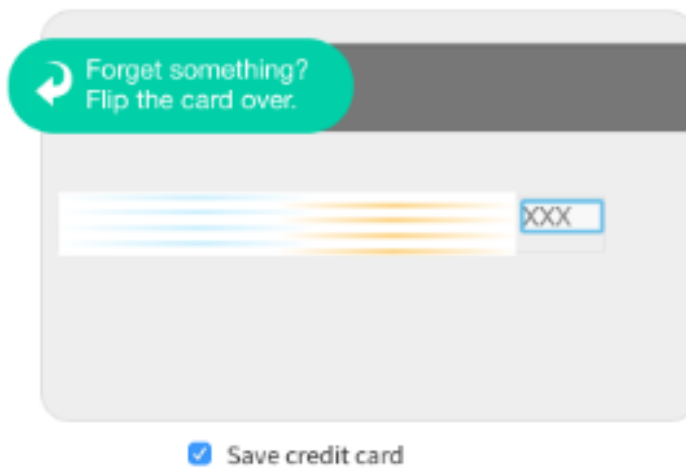 Forget something?
Flip the card over.
XXX
Save credit card